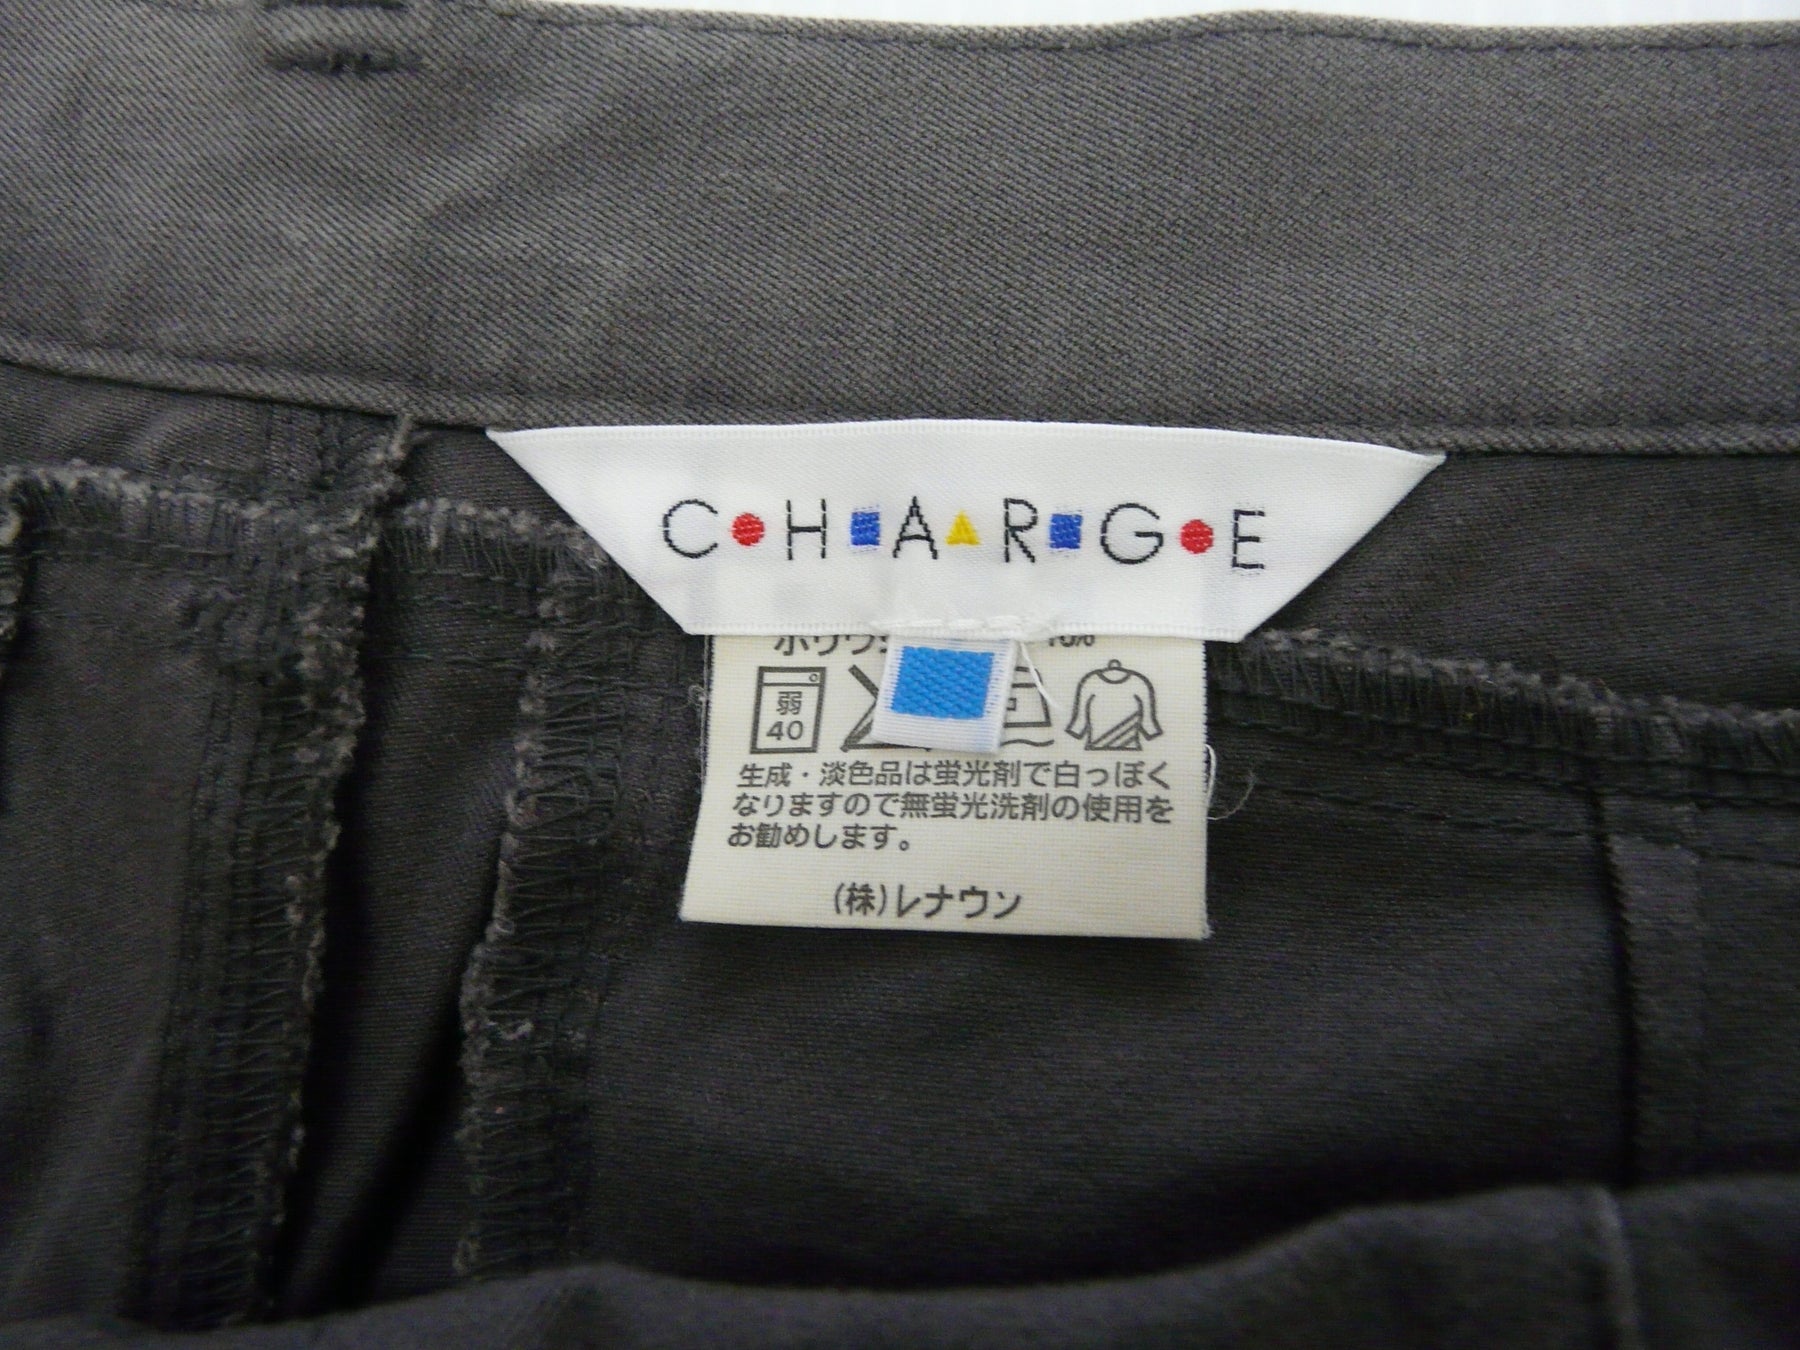 C●H■A▲R■G●E
10%
弱
40
生成・淡色品は蛍光剤で白っぽく
なりますので無蛍光洗剤の使用を
お勧めします。
(株)レナウン